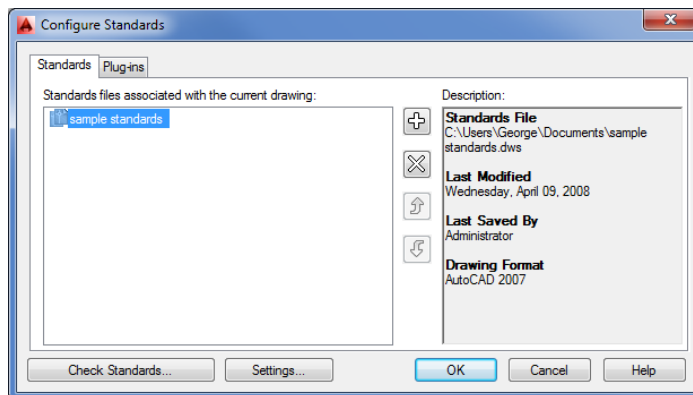 Configure Standards
Standards
Plug-ins
Standards files associated with the current drawing:
sample standards
Description:
Standards File
C:\Users\George\Documents\sample
standards.dws
Last Modified
Wednesday, April 09, 2008
Last Saved By
Administrator
Drawing Format
AutoCAD 2007
Check Standards...
Settings...
OK
Cancel
Help